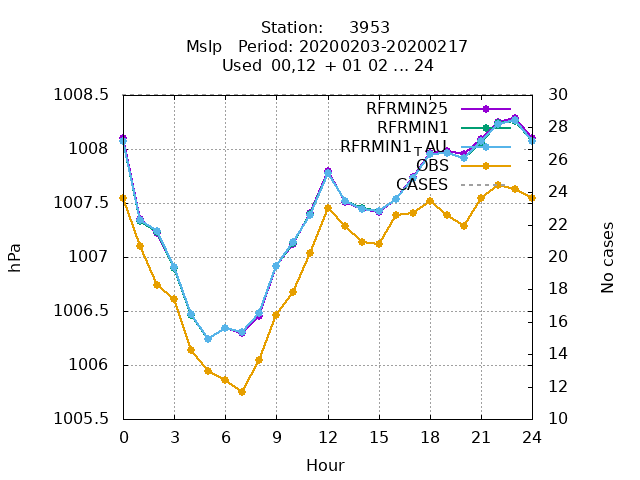 Station: 3953
Mslp Period: 20200203-20200217
Used 00,12 + 01 02 ... 24
1008.5
1008
1007.5
1007
1006.5
1006
1005.5
hPa
RFRMIN25
RFRMIN1
RFRMIN1_TAU
OBS
CASES
30
28
26
24
22
20
18
16
14
12
10
No cases
0 3 6 9 12 15 18 21 24
Hour